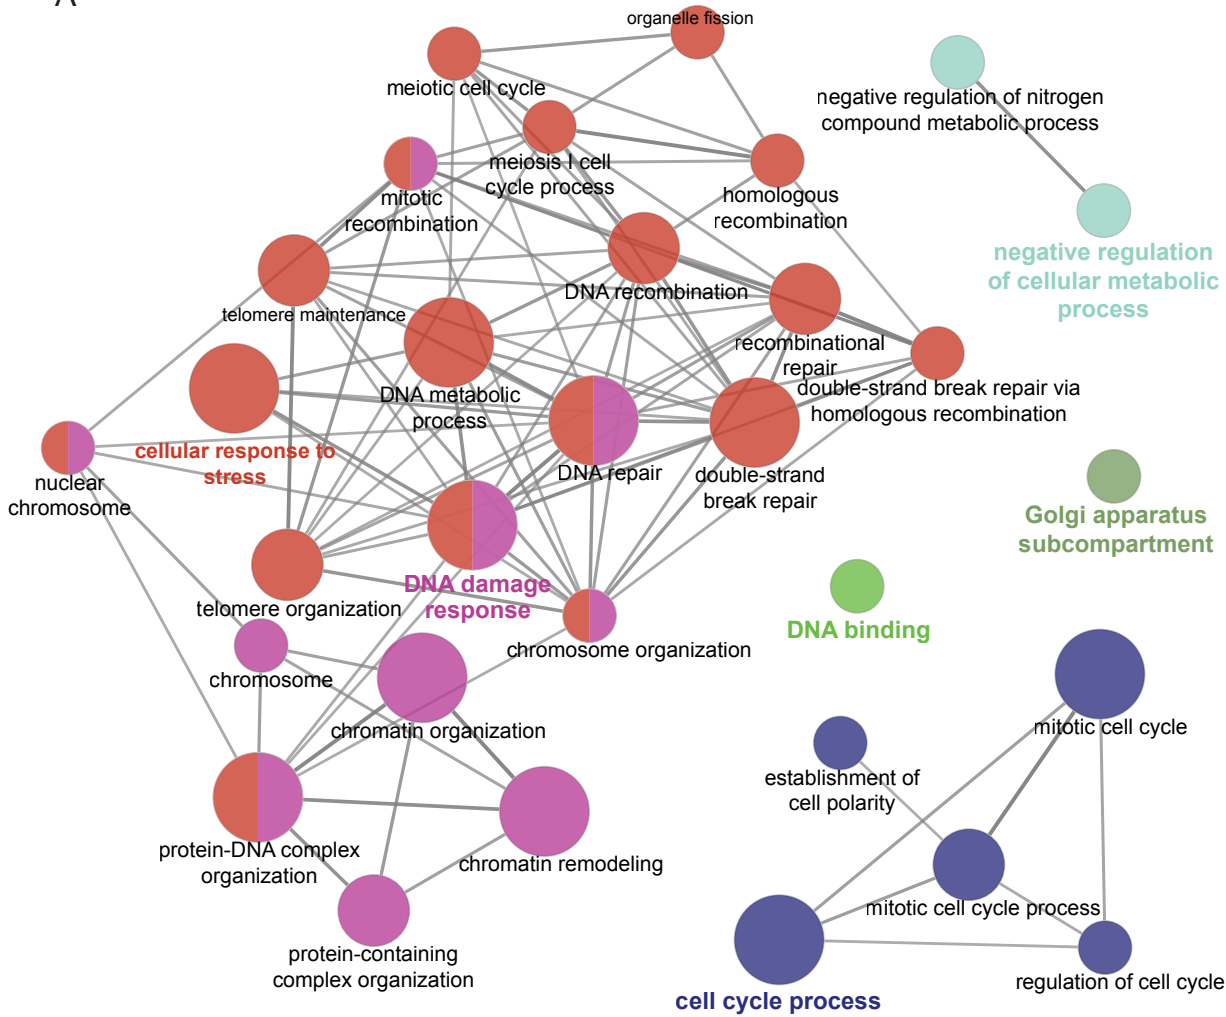 A
organelle fission
meiotic cell cycle
negative regulation of nitrogen
compound metabolic process
meiosis I cell
cycle process
mitotic
recombination
homologous
recombination
negative regulation
of cellular metabolic
process
DNA recombination
telomere maintenance
recombinational
repair
DNA metabolic
process
double-strand break repair via
homologous recombination
cellular response to
stress
DNA repair
double-strand
break repair
nuclear
chromosome
Golgi apparatus
subcompartment
DNA damage
response
telomere organization
DNA binding
chromosome organization
chromosome
chromatin organization
mitotic cell cycle
establishment of
cell polarity
protein-DNA complex
organization
chromatin remodeling
mitotic cell cycle process
protein-containing
complex organization
regulation of cell cycle
cell cycle process